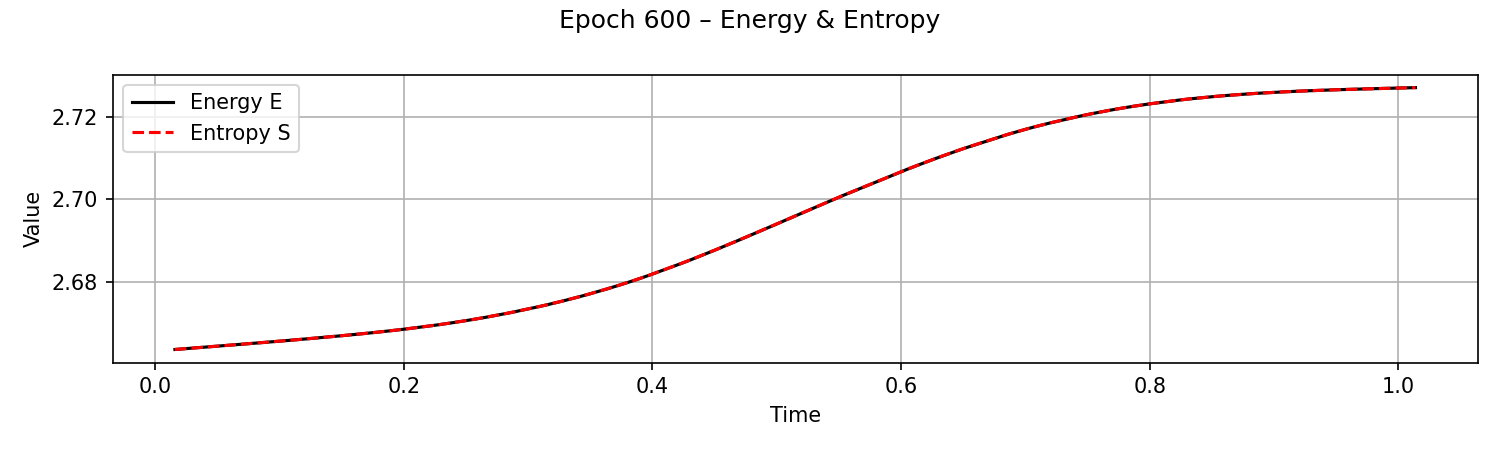 Epoch 600 – Energy & Entropy
Energy E
Entropy S
Value
2.72
2.70
2.68
0.0 0.2 0.4 0.6 0.8 1.0
Time